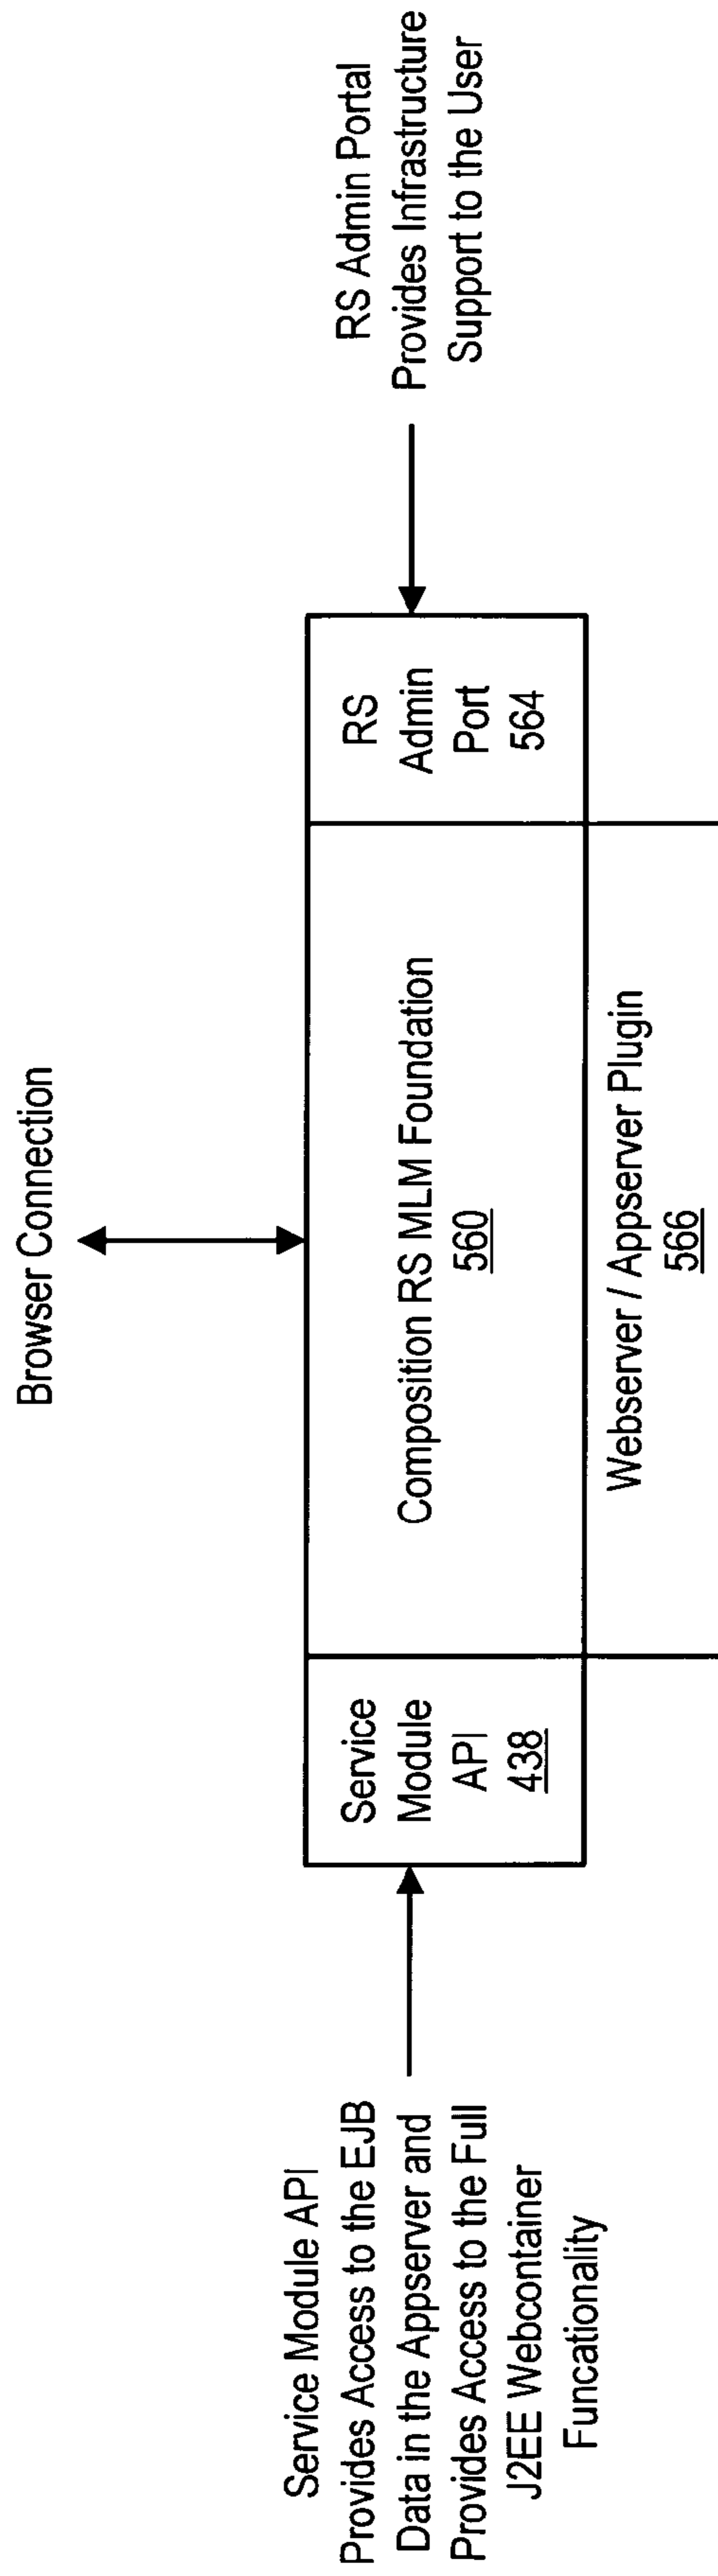 Browser Connection
Service Module API
Provides Access to the EJB
Data in the Appserver and
Provides Access to the Full
J2EE Webcontainer
Funcationality
Service
Module
API
438
Composition RS MLM Foundation
560
RS
Admin
Port
564
RS Admin Portal
Provides Infrastructure
Support to the User
Webserver / Appserver Plugin
566